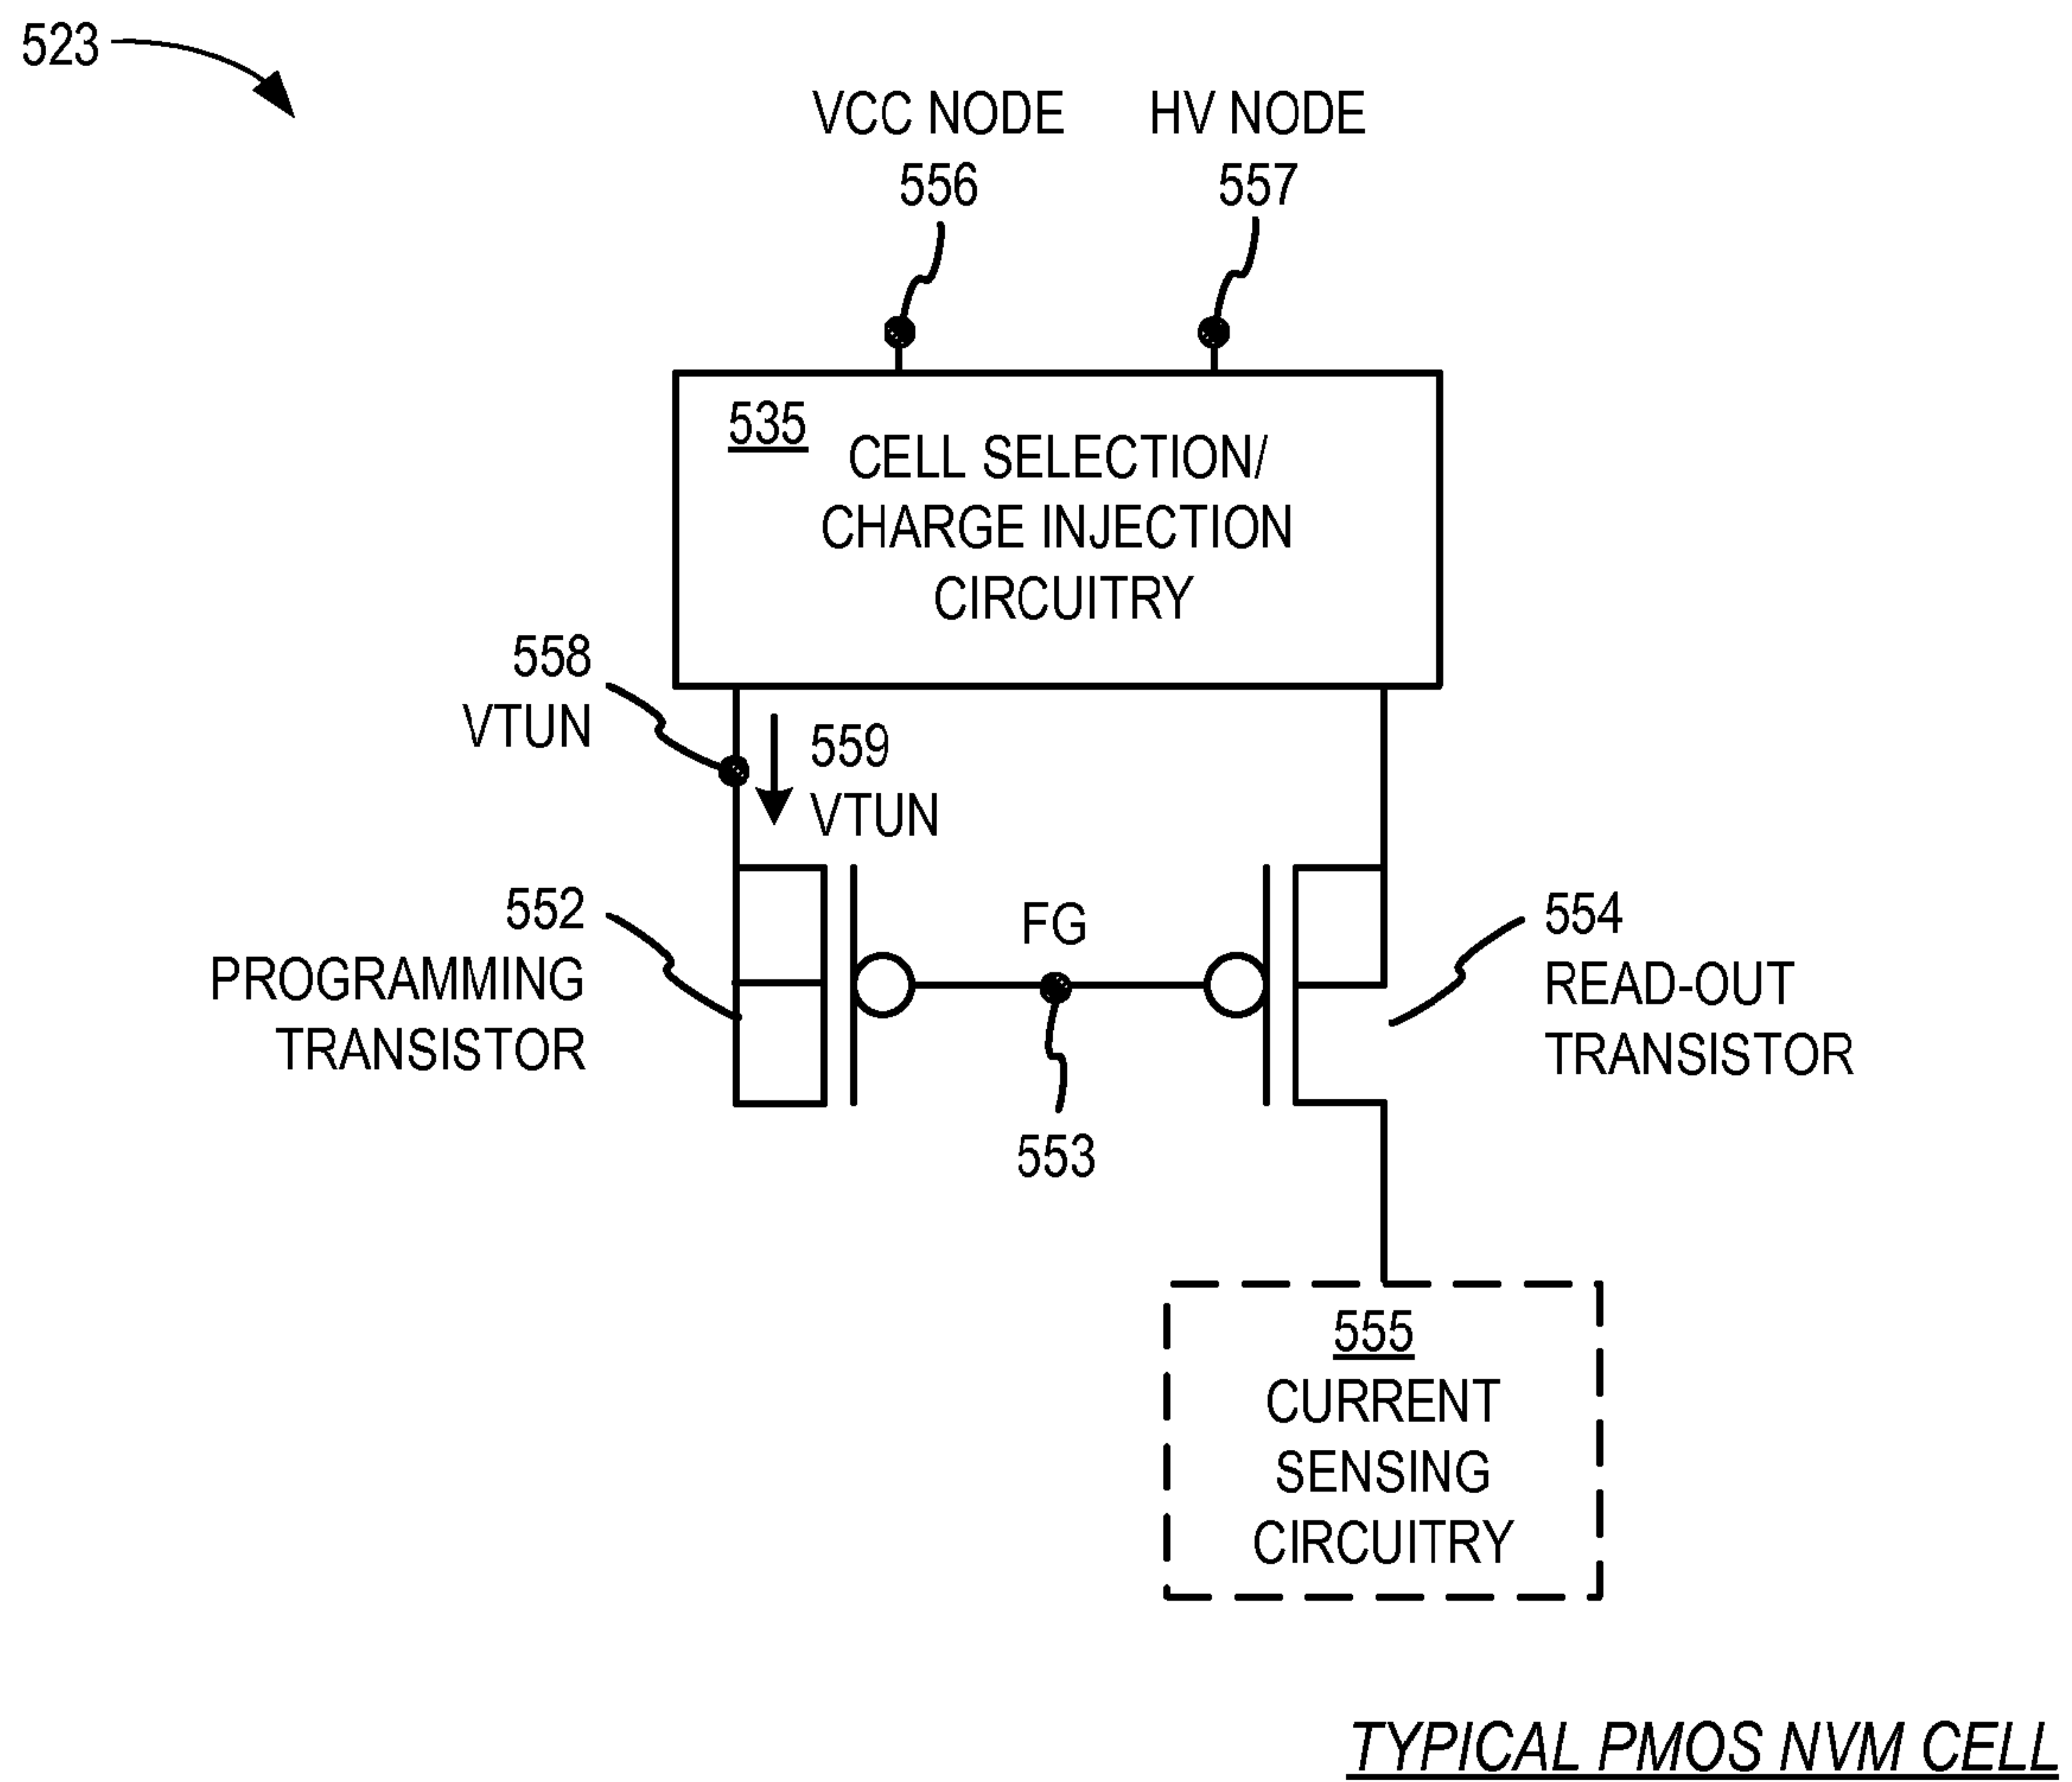 523
VCC NODE
556
HV NODE
557
535
CELL SELECTION/
CHARGE INJECTION
CIRCUITRY
558
VTUN
559
VTUN
552
PROGRAMMING
TRANSISTOR
FG
553
554
READ-OUT
TRANSISTOR
555
CURRENT
SENSING
CIRCUITRY
TYPICAL PMOS NVM CELL